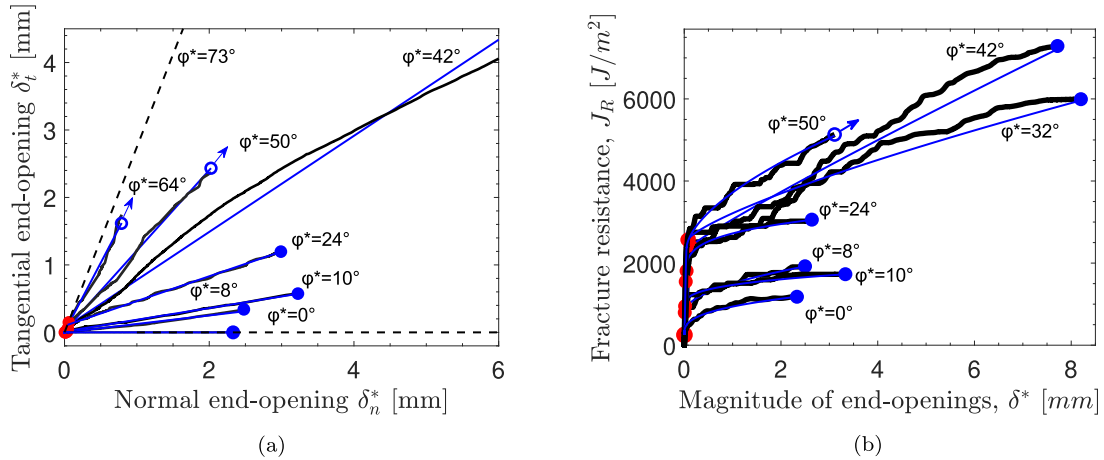 Tangential end-opening δ*t [mm]
4
3
2
1
0
φ*=73°
φ*=42°
φ*=50°
φ*=64°
φ*=24°
φ*=10°
φ*=8°
φ*=0°
0 2 4 6
Normal end-opening δ*n [mm]
(a)
Fracture resistance, JR [J/m²]
6000
4000
2000
0
φ*=42°
φ*=50°
φ*=32°
φ*=24°
φ*=8°
φ*=10°
φ*=0°
0 2 4 6 8
Magnitude of end-openings, δ* [mm]
(b)